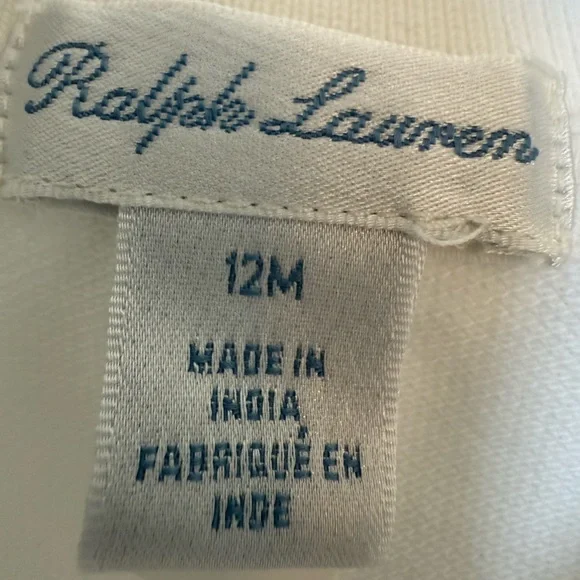 Ralph Lauren
12M
MADE IN
INDIA,
FABRIQUÉ EN
INDE